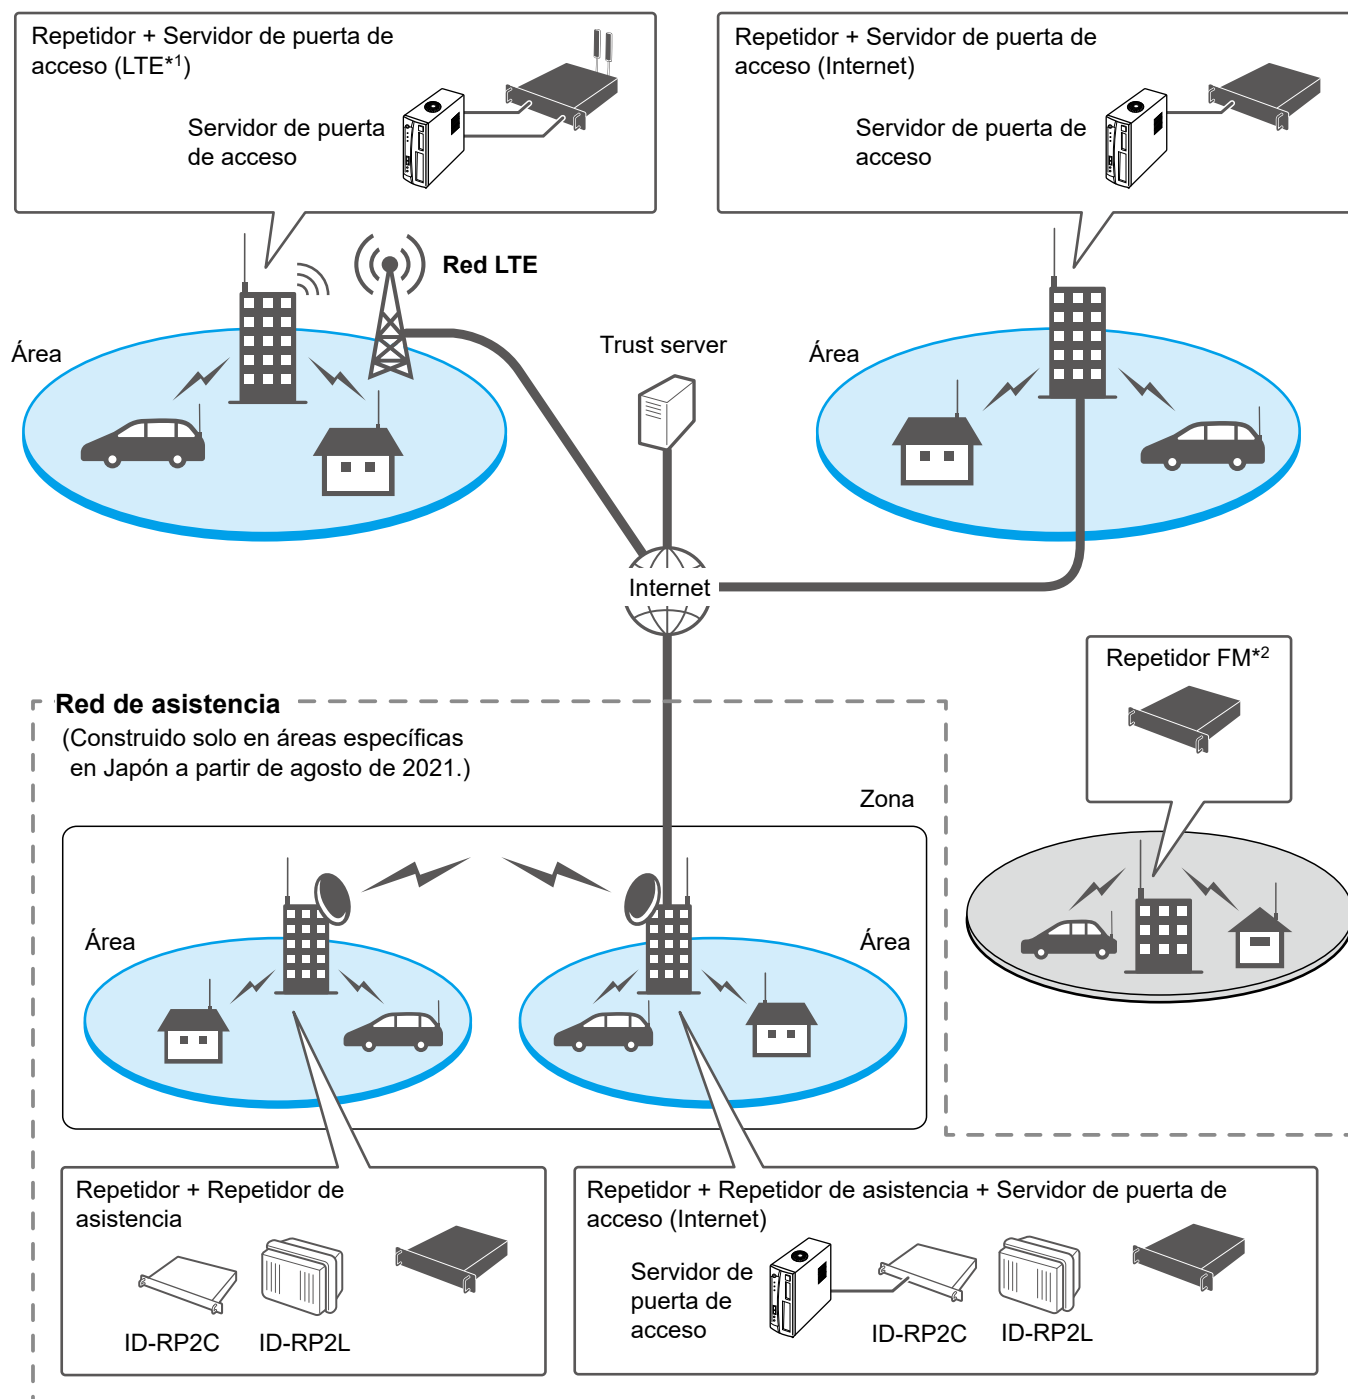 Repetidor + Servidor de puerta de
acceso (LTE*1)
Servidor de puerta
de acceso
Repetidor + Servidor de puerta de
acceso (Internet)
Servidor de puerta de
acceso
Red LTE
Área
Trust server
Área
Internet
Repetidor FM*2
Red de asistencia
(Construido solo en áreas específicas
en Japón a partir de agosto de 2021.)
Zona
Área
Área
Repetidor + Repetidor de
asistencia
ID-RP2C
ID-RP2L
Repetidor + Repetidor de asistencia + Servidor de puerta de
acceso (Internet)
Servidor de
puerta de
acceso
ID-RP2C
ID-RP2L